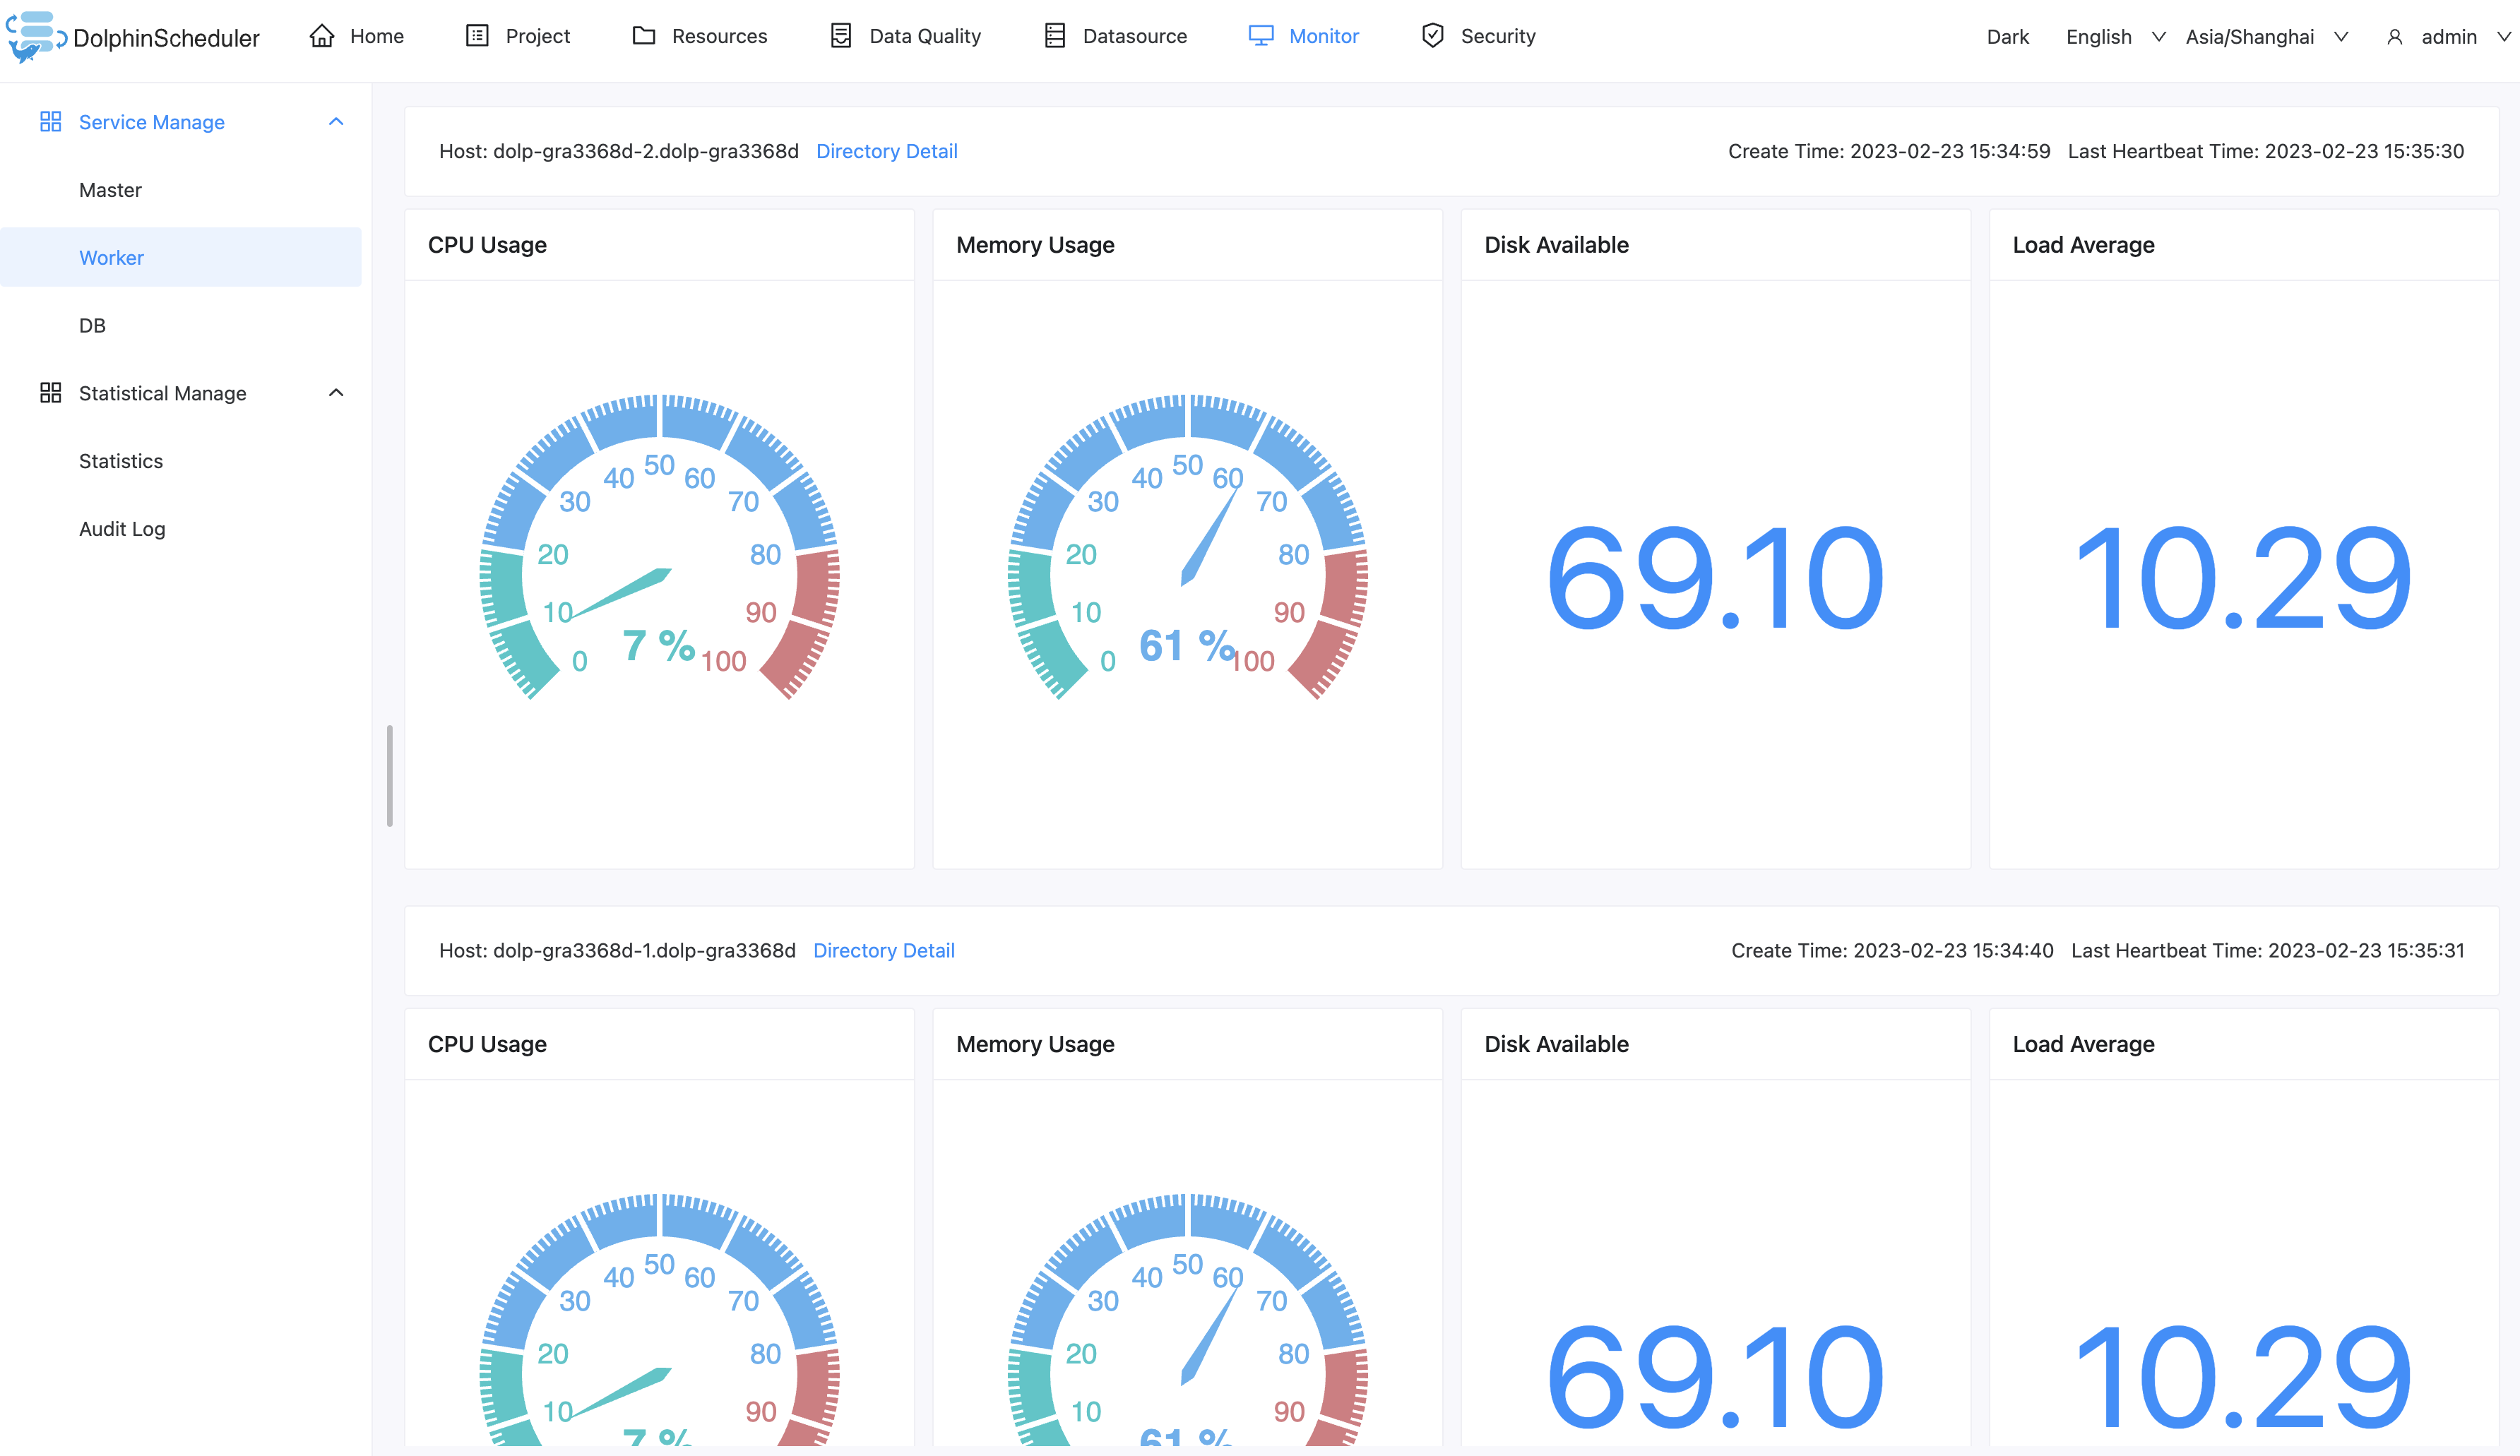 DolphinScheduler Home Project Resources Data Quality Datasource Monitor Security Dark English Asia/Shanghai admin
Service Manage
Master
Worker
DB
Statistical Manage
Statistics
Audit Log
Host: dolp-gra3368d-2.dolp-gra3368d Directory Detail Create Time: 2023-02-23 15:34:59 Last Heartbeat Time: 2023-02-23 15:35:30
CPU Usage
0
10
20
30
40
50
60
70
80
90
100
7 %
Memory Usage
0
10
20
30
40
50
60
70
80
90
100
61 %
Disk Available
69.10
Load Average
10.29
Host: dolp-gra3368d-1.dolp-gra3368d Directory Detail Create Time: 2023-02-23 15:34:40 Last Heartbeat Time: 2023-02-23 15:35:31
CPU Usage
10
20
30
40
50
60
70
80
90
7 %
Memory Usage
10
20
30
40
50
60
70
80
90
61 %
Disk Available
69.10
Load Average
10.29